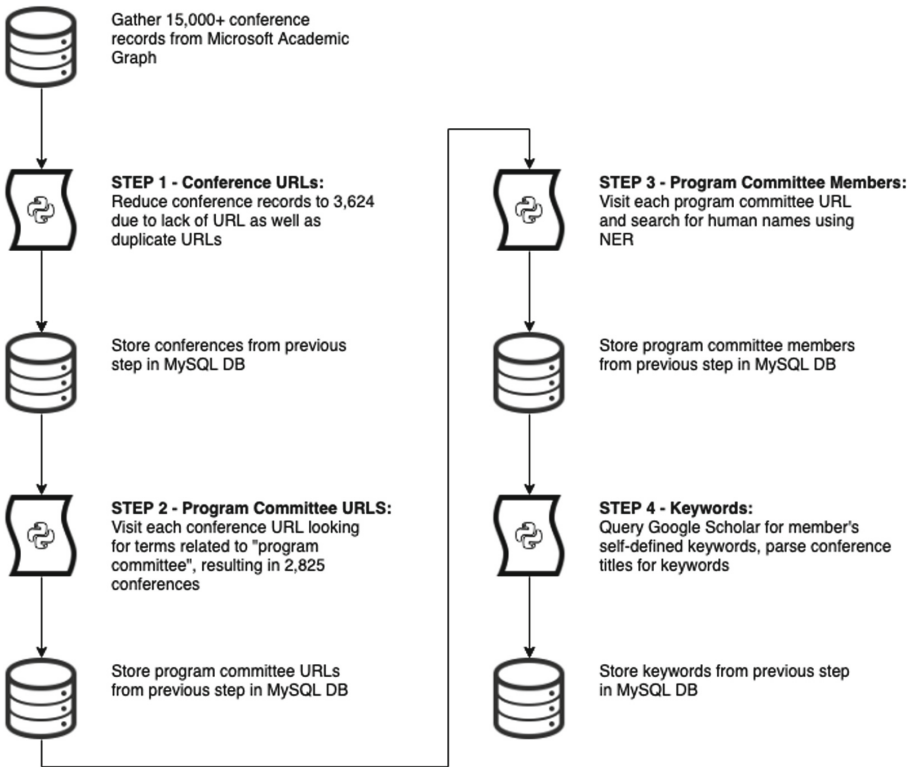 Gather 15,000+ conference
records from Microsoft Academic
Graph
STEP 1 - Conference URLs:
Reduce conference records to 3,624
due to lack of URL as well as
duplicate URLs
Store conferences from previous
step in MySQL DB
STEP 2 - Program Committee URLS:
Visit each conference URL looking
for terms related to "program
committee", resulting in 2,825
conferences
Store program committee URLs
from previous step in MySQL DB
STEP 3 - Program Committee Members:
Visit each program committee URL
and search for human names using
NER
Store program committee members
from previous step in MySQL DB
STEP 4 - Keywords:
Query Google Scholar for member's
self-defined keywords, parse conference
titles for keywords
Store keywords from previous step
in MySQL DB